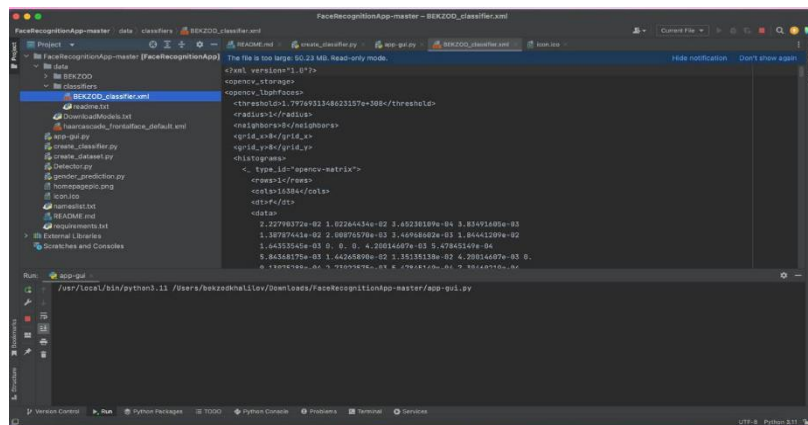 FaceRecognitionApp-master – BEKZOD_classifier.xml
FaceRecognitionApp-master data classifiers BEKZOD_classifier.xml
Current File
Project
README.md create_classifier.py app-gui.py BEKZOD_classifier.xml icon.ico
FaceRecognitionApp-master [FaceRecognitionApp]
The file is too large: 50.23 MB. Read-only mode. Hide notification Don't show again
data
BEKZOD
classifiers
BEKZOD_classifier.xml
readme.txt
DownloadModels.txt
haarcascade_frontalface_default.xml
app-gui.py
create_classifier.py
create_dataset.py
Detector.py
gender_prediction.py
homepagepic.png
icon.ico
nameslist.txt
README.md
requirements.txt
External Libraries
Scratches and Consoles
<?xml version="1.0"?>
<opencv_storage>
<opencv_lbphfaces>
<threshold>1.7976931348623157e+308</threshold>
<radius>1</radius>
<neighbors>8</neighbors>
<grid_x>8</grid_x>
<grid_y>8</grid_y>
<histograms>
<_ type_id="opencv-matrix">
<rows>1</rows>
<cols>16384</cols>
<dt>f</dt>
<data>
2.22790372e-02 1.02264434e-02 3.65230109e-04 3.83491605e-03
1.38787441e-02 2.00876570e-03 3.46968602e-03 1.84441209e-02
1.64353545e-03 0. 0. 0. 4.20014607e-03 5.47845149e-04
5.84368175e-03 1.44265890e-02 1.35135138e-02 4.20014607e-03 0.
Run: app-gui
/usr/local/bin/python3.11 /Users/bekzodkhalilov/Downloads/FaceRecognitionApp-master/app-gui.py
Bookmarks
Structure
Version Control Run Python Packages TODO Python Console Problems Terminal Services
UTF-8 Python 3.11